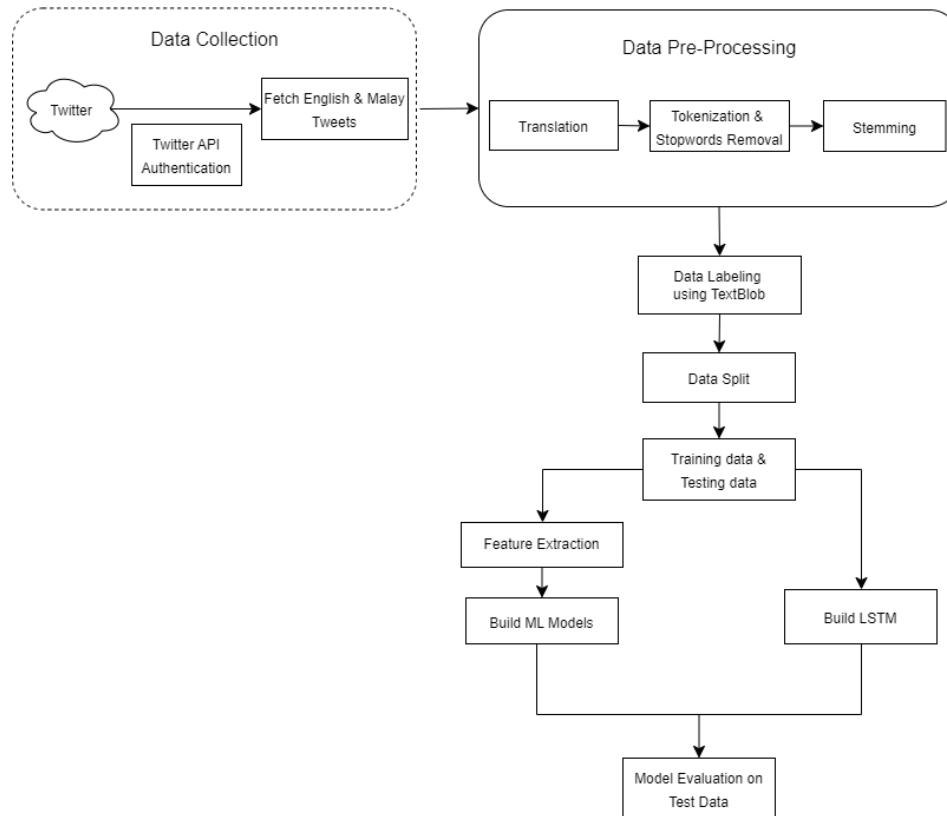 Data Collection
Twitter
Twitter API
Authentication
Fetch English & Malay
Tweets
Data Pre-Processing
Translation
Tokenization &
Stopwords Removal
Stemming
Data Labeling
using TextBlob
Data Split
Training data &
Testing data
Feature Extraction
Build ML Models
Build LSTM
Model Evaluation on
Test Data